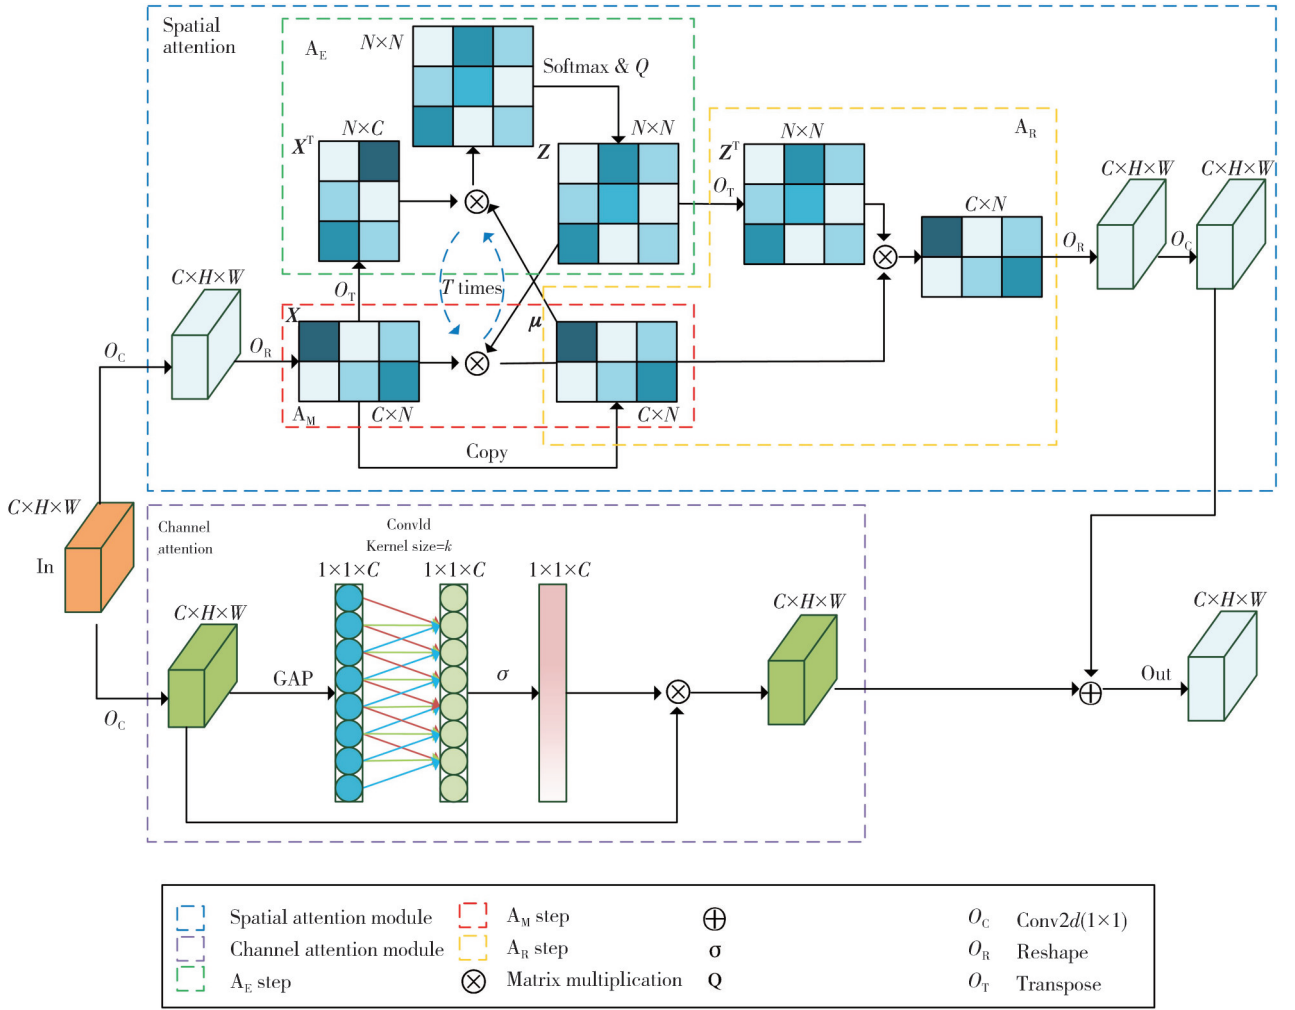 Spatial
attention
A_E
N×N
Softmax & Q
N×C
X^T
N×N
Z
O_T
Z^T
N×N
A_R
C×N
C×H×W
C×H×W
O_R
O_C
C×H×W
O_T
T times
X
μ
O_C
O_R
A_M
C×N
C×N
Copy
C×H×W
In
Channel
attention
Convld
Kernel size=k
1×1×C
1×1×C
1×1×C
C×H×W
C×H×W
C×H×W
GAP
σ
Out
O_C
Spatial attention module
A_M step
O_C Conv2d(1×1)
Channel attention module
A_R step
σ
O_R Reshape
A_E step
Matrix multiplication
Q
O_T Transpose